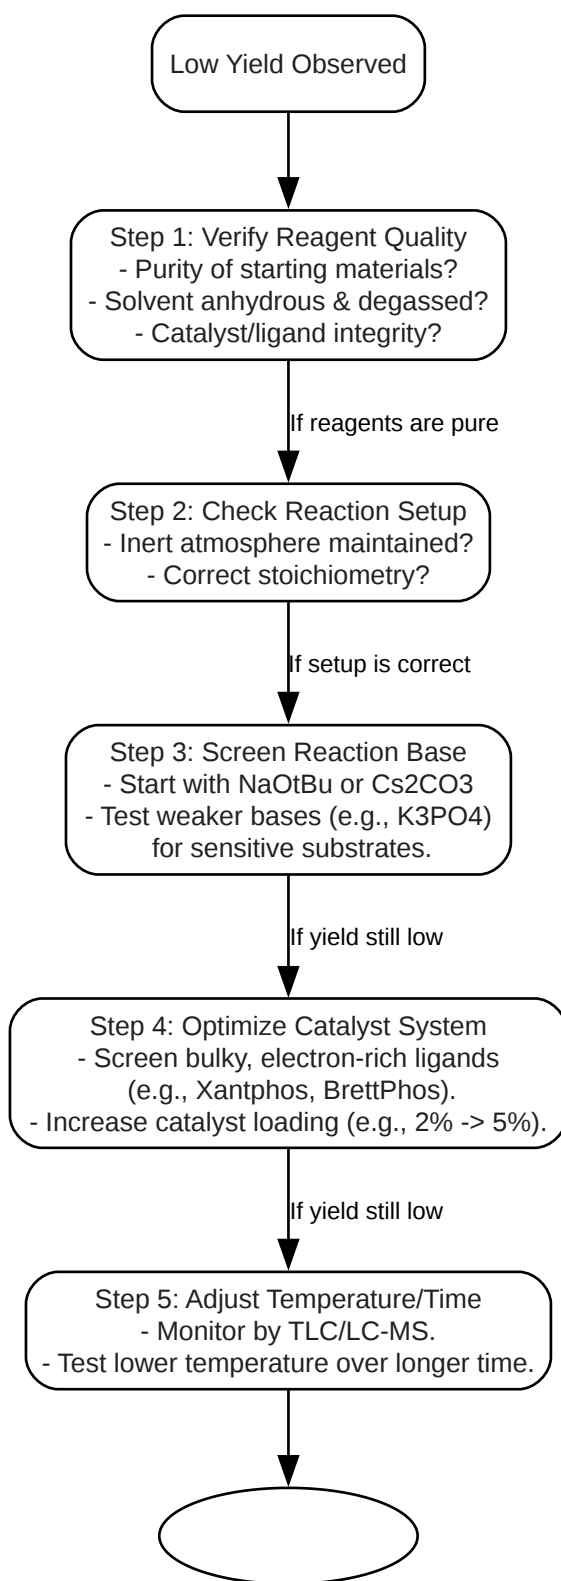 Low Yield Observed
Step 1: Verify Reagent Quality
- Purity of starting materials?
- Solvent anhydrous & degassed?
- Catalyst/ligand integrity?
If reagents are pure
Step 2: Check Reaction Setup
- Inert atmosphere maintained?
- Correct stoichiometry?
If setup is correct
Step 3: Screen Reaction Base
- Start with NaOtBu or Cs2CO3
- Test weaker bases (e.g., K3PO4)
for sensitive substrates.
If yield still low
Step 4: Optimize Catalyst System
- Screen bulky, electron-rich ligands
(e.g., Xantphos, BrettPhos).
- Increase catalyst loading (e.g., 2% -> 5%).
If yield still low
Step 5: Adjust Temperature/Time
- Monitor by TLC/LC-MS.
- Test lower temperature over longer time.